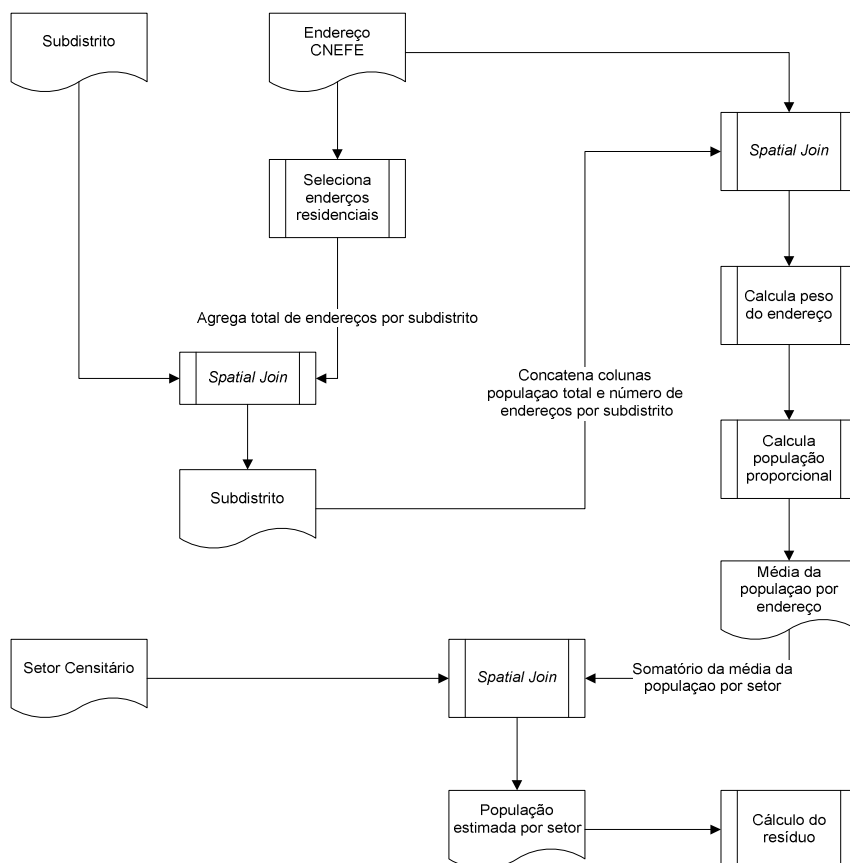 Subdistrito
Endereço
CNEFE
Spatial Join
Seleciona
enderços
residenciais
Calcula peso
do endereço
Agrega total de endereços por subdistrito
Spatial Join
Concatena colunas
populaçao total e número de
endereços por subdistrito
Calcula
população
proporcional
Subdistrito
Média da
populaçao por
endereço
Setor Censitário
Spatial Join
Somatório da média da
populaçao por setor
População
estimada por setor
Cálculo do
resíduo